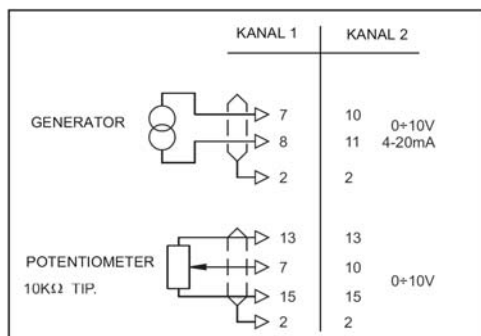 KANAL 1 KANAL 2
7 10 0÷10V
GENERATOR
8 11 4-20mA
2 2
13 13
POTENTIOMETER 7 10
10KΩ TIP. 0÷10V
15 15
2 2